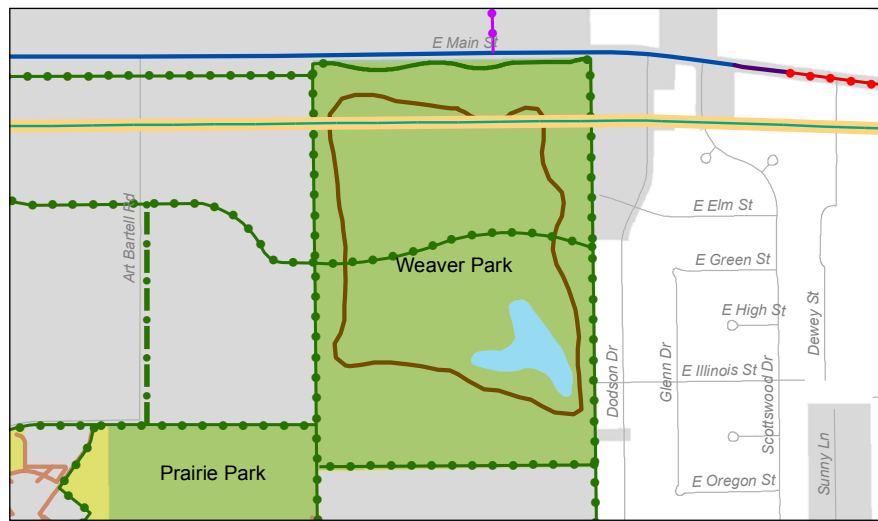 E Main St
Art Bartell Rd
E Elm St
Weaver Park
E Green St
E High St
Dewey St
Dodson Dr
Glenn Dr
E Illinois St
Scottswood Dr
Prairie Park
Sunny Ln
E Oregon St